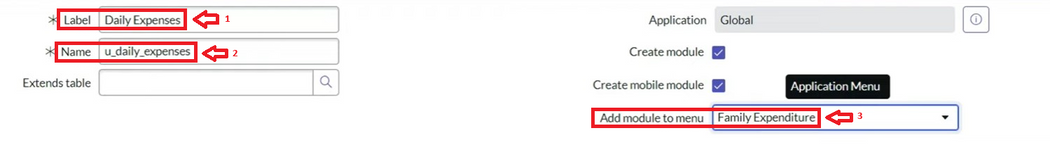 * Label Daily Expenses 1
* Name u_daily_expenses 2
Extends table
Application Global
Create module
Create mobile module Application Menu
Add module to menu Family Expenditure 3